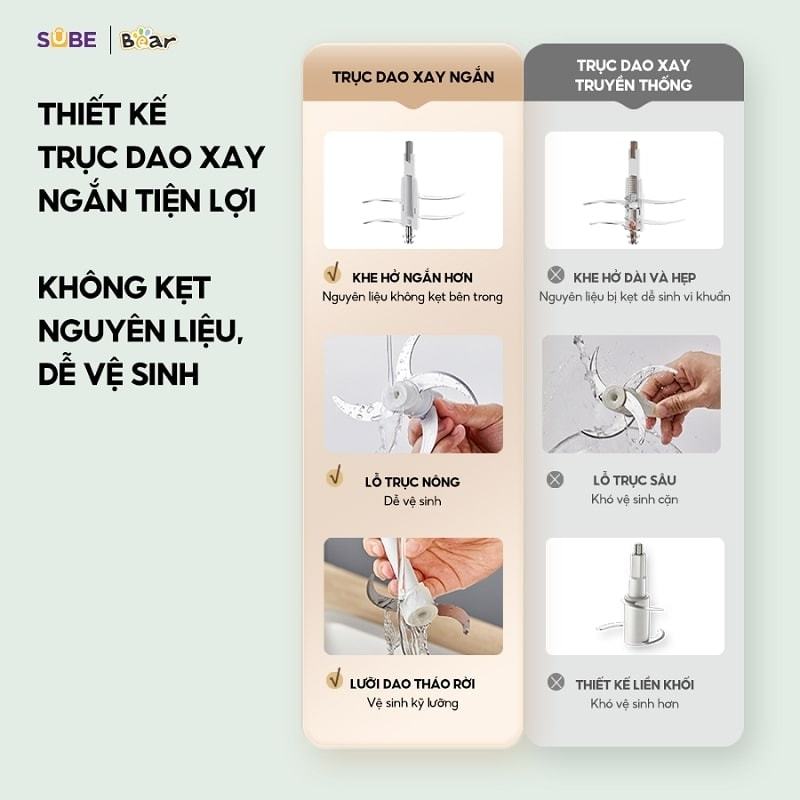 SUBE
Bear
THIẾT KẾ
TRỤC DAO XAY
NGẮN TIỆN LỢI
KHÔNG KẸT
NGUYÊN LIỆU,
DỄ VỆ SINH
TRỤC DAO XAY NGẮN
KHE HỞ NGẮN HƠN
Nguyên liệu không kẹt bên trong
LỖ TRỤC NÔNG
Dễ vệ sinh
LƯỠI DAO THÁO RỜI
Vệ sinh kỹ lưỡng
TRỤC DAO XAY
TRUYỀN THỐNG
KHE HỞ DÀI VÀ HẸP
Nguyên liệu bị kẹt dễ sinh vi khuẩn
LỖ TRỤC SÂU
Khó vệ sinh cặn
THIẾT KẾ LIỀN KHỐI
Khó vệ sinh hơn